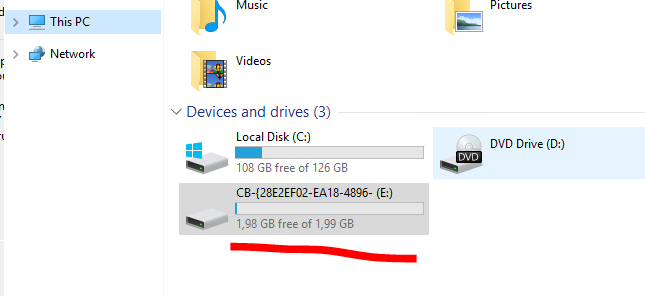 Music
Pictures
This PC
Network
Videos
Devices and drives (3)
Local Disk (C:)
108 GB free of 126 GB
DVD Drive (D:)
DVD
CB-{28E2EF02-EA18-4896- (E:)
1,98 GB free of 1,99 GB